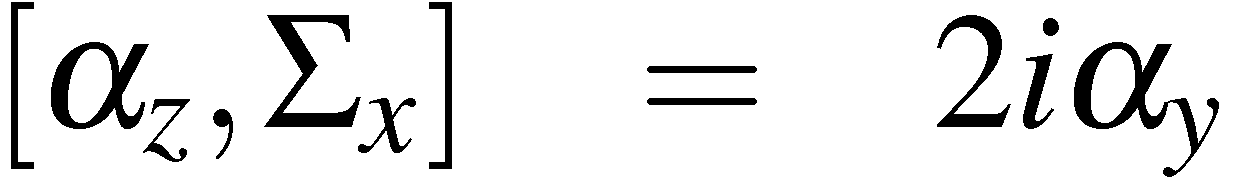 [α_z, Σ_x] = 2iα_y